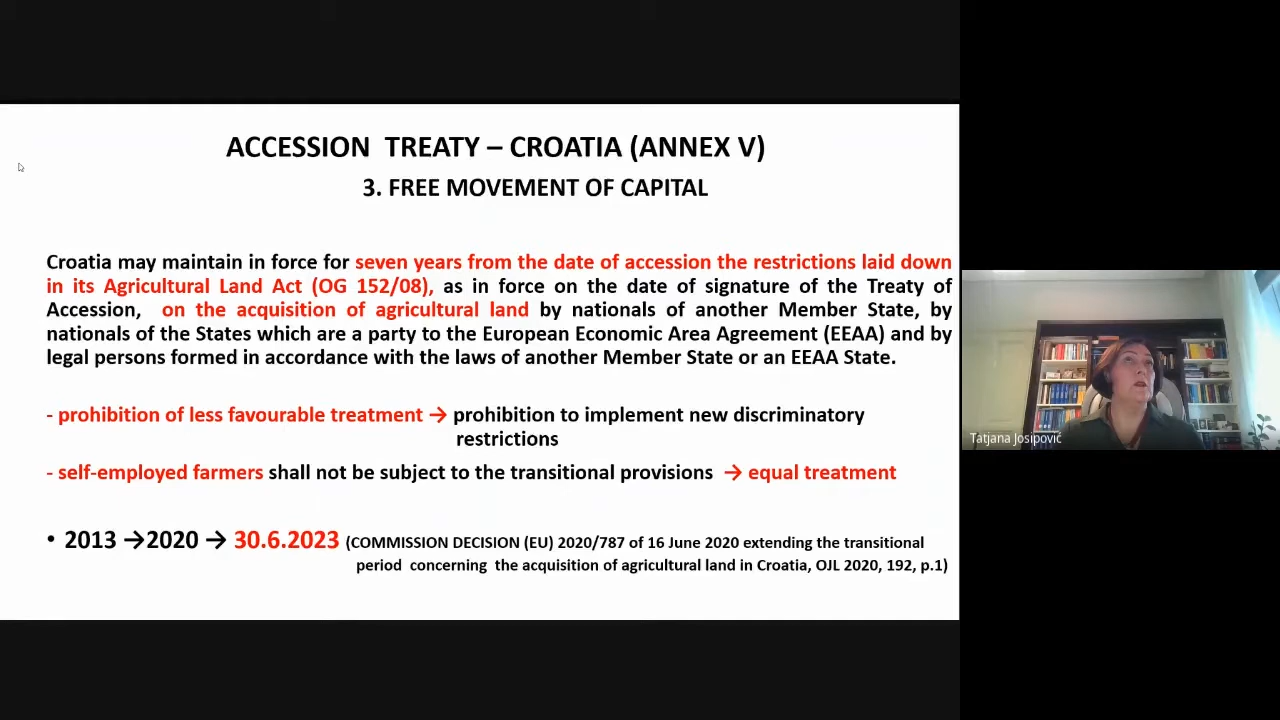 ACCESSION TREATY – CROATIA (ANNEX V)
3. FREE MOVEMENT OF CAPITAL
Croatia may maintain in force for seven years from the date of accession the restrictions laid down
in its Agricultural Land Act (OG 152/08), as in force on the date of signature of the Treaty of
Accession, on the acquisition of agricultural land by nationals of another Member State, by
nationals of the States which are a party to the European Economic Area Agreement (EEAA) and by
legal persons formed in accordance with the laws of another Member State or an EEAA State.
- prohibition of less favourable treatment → prohibition to implement new discriminatory
restrictions
- self-employed farmers shall not be subject to the transitional provisions → equal treatment
• 2013 →2020 → 30.6.2023 (COMMISSION DECISION (EU) 2020/787 of 16 June 2020 extending the transitional
period concerning the acquisition of agricultural land in Croatia, OJL 2020, 192, p.1)
Tatjana Josipović